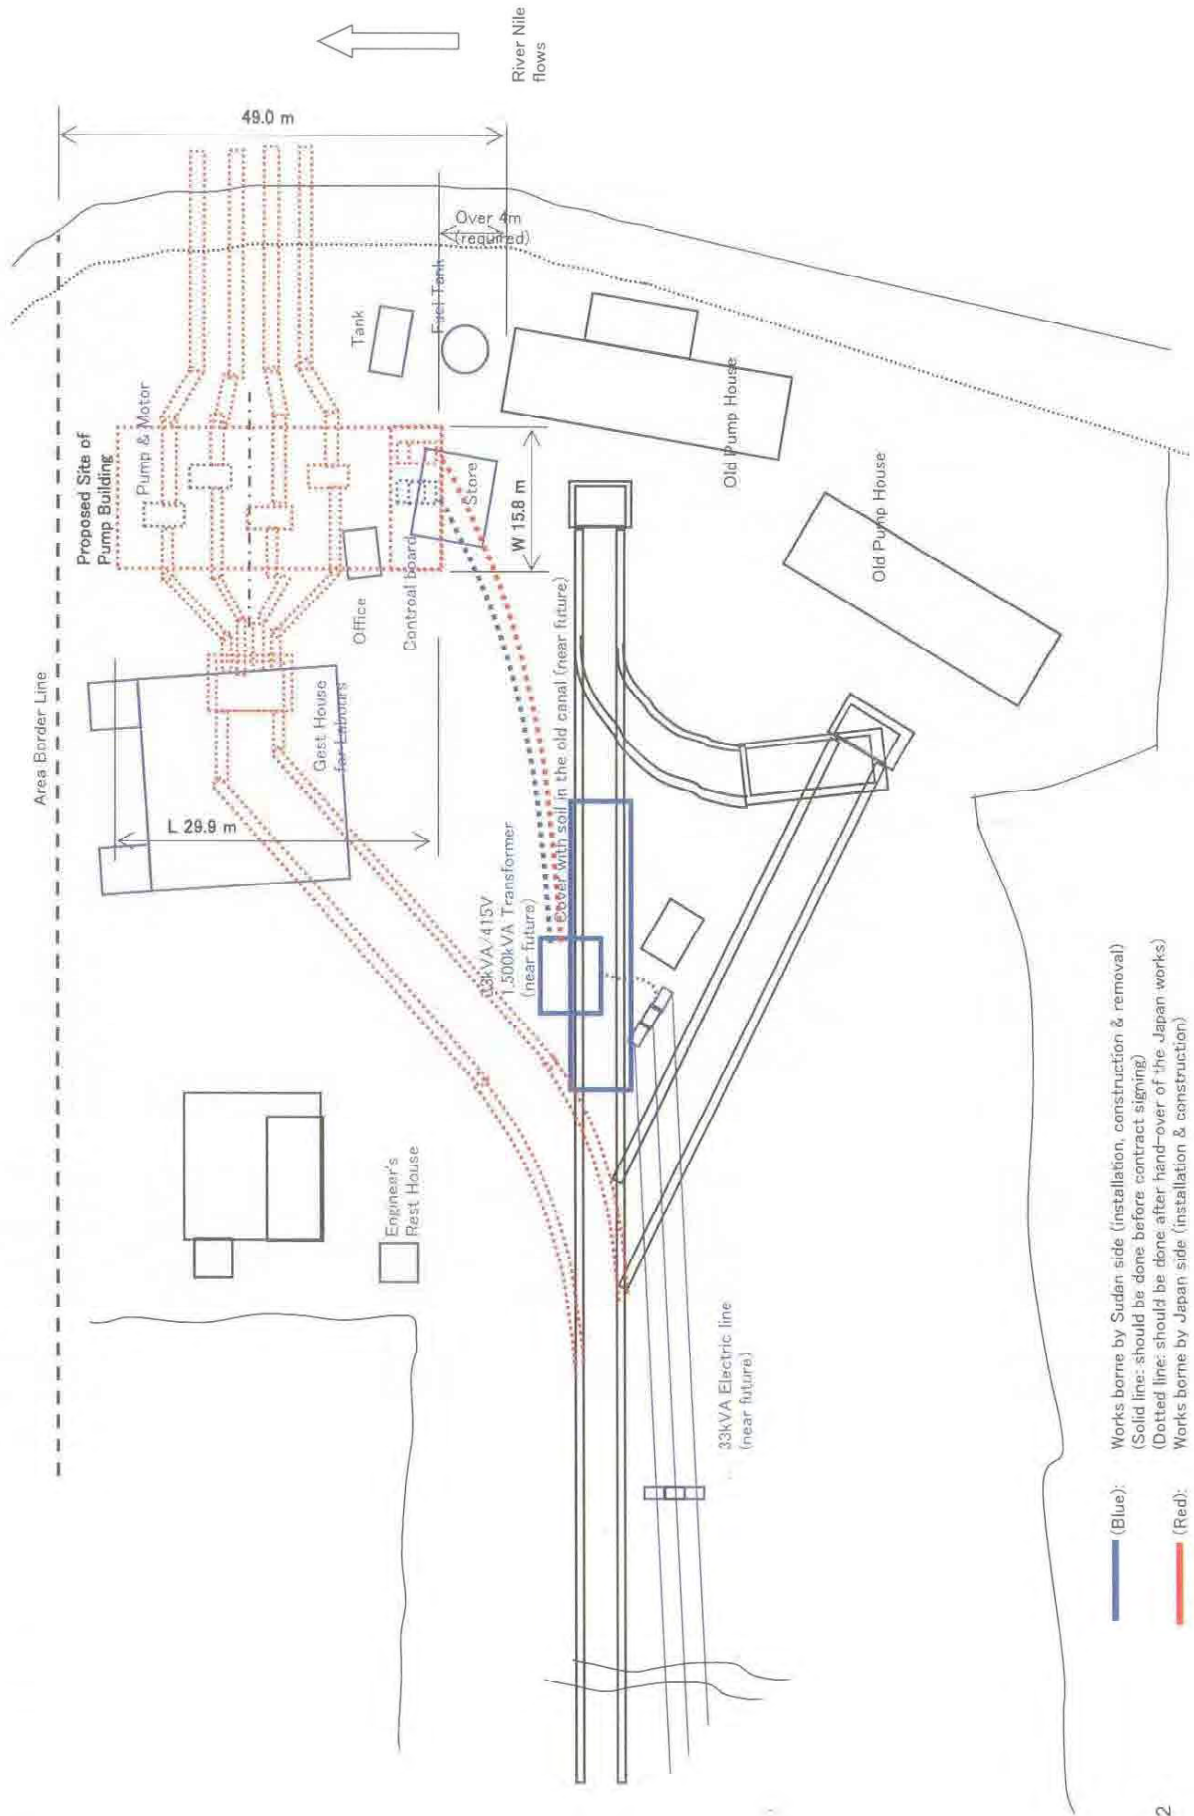 River Nile
flows
49.0 m
Over 4m
(required)
Tank
Fuel Tank
Proposed Site of
Pump Building
Pump & Motor
Store
W 15.8 m
Old Pump House
Old Pump House
Office
Controal board
Area Border Line
Gest House
for Labours
L 29.9 m
Cover with soil in the old canal (near future)
33kVA/415V
1.500kVA Transformer
(near future)
Engineer's
Rest House
33kVA Electric line
(near future)
(Blue): Works borne by Sudan side (installation, construction & removal)
(Solid line: should be done before contract signing)
(Dotted line: should be done after hand-over of the Japan works)
(Red): Works borne by Japan side (installation & construction)
2